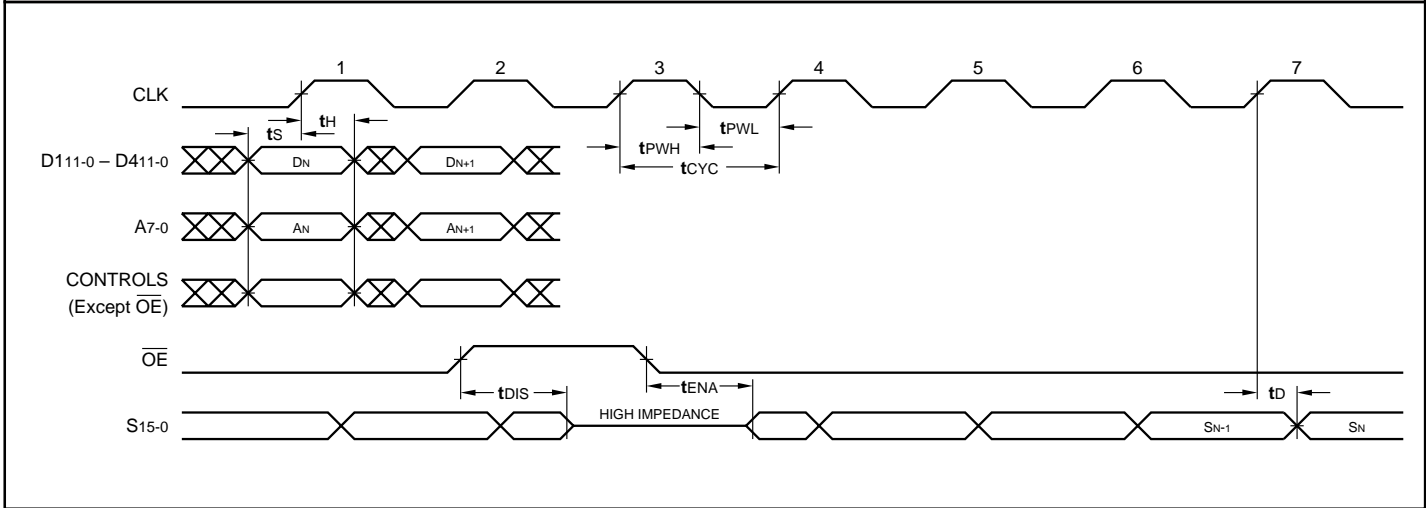 1 2 3 4 5 6 7
CLK
tS tH
tPWL
tPWH
tCYC
D111-0 – D411-0
DN DN+1
A7-0
AN AN+1
CONTROLS
(Except OE)
OE
tDIS
tENA
tD
HIGH IMPEDANCE
S15-0
SN-1 SN